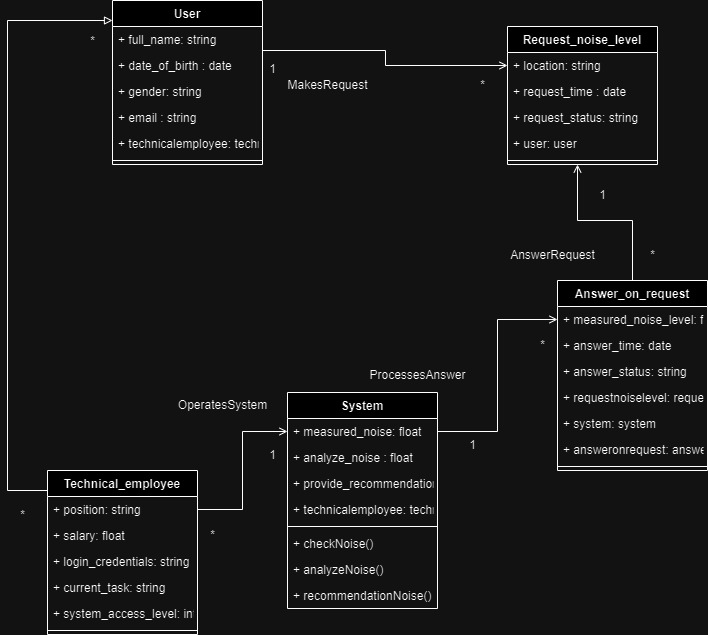 User
+ full_name: string
+ date_of_birth : date
+ gender: string
+ email : string
+ technicalemployee: techn
*
1
MakesRequest
*
Request_noise_level
+ location: string
+ request_time : date
+ request_status: string
+ user: user
1
AnswerRequest
*
Answer_on_request
+ measured_noise_level: f
+ answer_time: date
+ answer_status: string
+ requestnoiselevel: reque
+ system: system
+ answeronrequest: answe
*
ProcessesAnswer
1
System
+ measured_noise: float
+ analyze_noise : float
+ provide_recommendation
+ technicalemployee: techn
+ checkNoise()
+ analyzeNoise()
+ recommendationNoise()
OperatesSystem
1
*
Technical_employee
+ position: string
+ salary: float
+ login_credentials: string
+ current_task: string
+ system_access_level: in
*